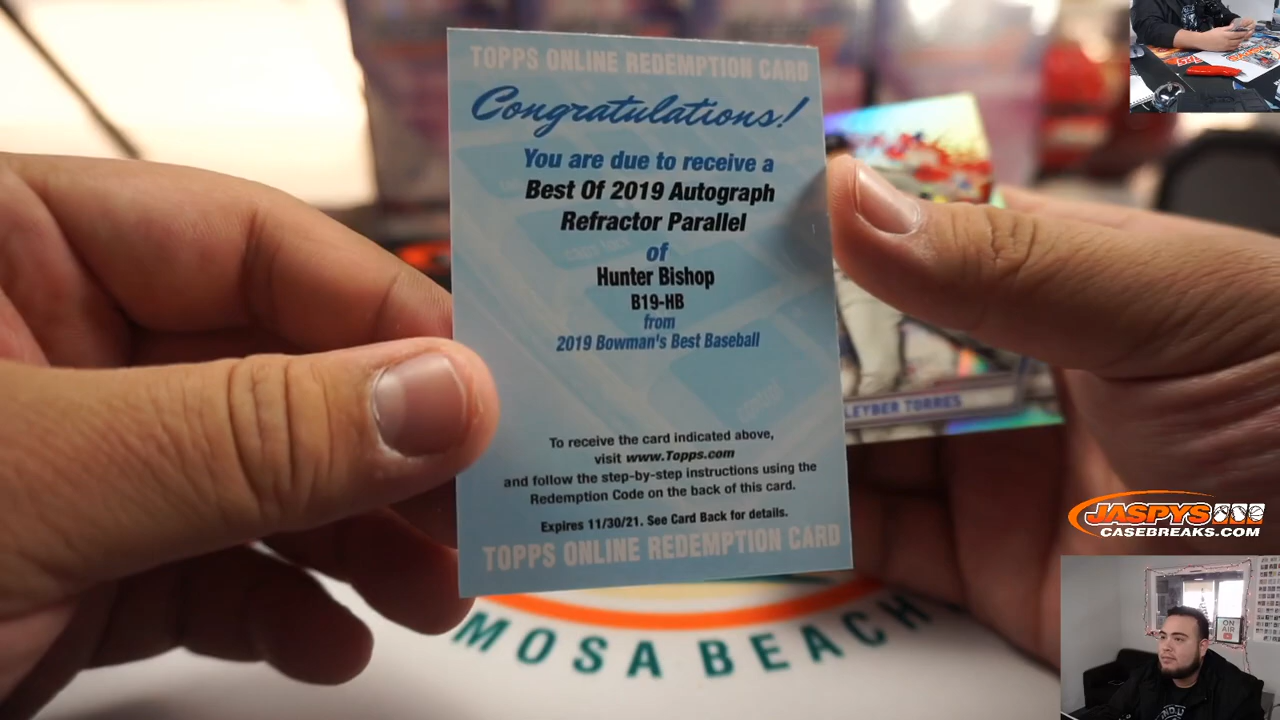 TOPPS ONLINE REDEMPTION CARD
Congratulations!
You are due to receive a
Best Of 2019 Autograph
Refractor Parallel
of
Hunter Bishop
B19-HB
from
2019 Bowman's Best Baseball
To receive the card indicated above,
visit www.Topps.com
and follow the step-by-step instructions using the
Redemption Code on the back of this card.
Expires 11/30/21. See Card Back for details.
TOPPS ONLINE REDEMPTION CARD
LEYBER TORRES
MOSA BEACH
JASPYS
CASEBREAKS.COM
ON
AIR